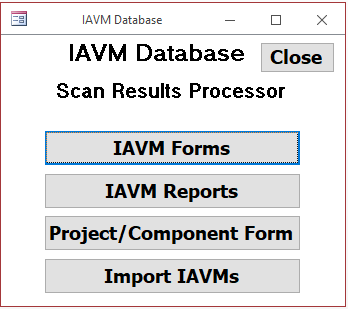 IAVM Database
IAVM Database
Close
Scan Results Processor
IAVM Forms
IAVM Reports
Project/Component Form
Import IAVMs